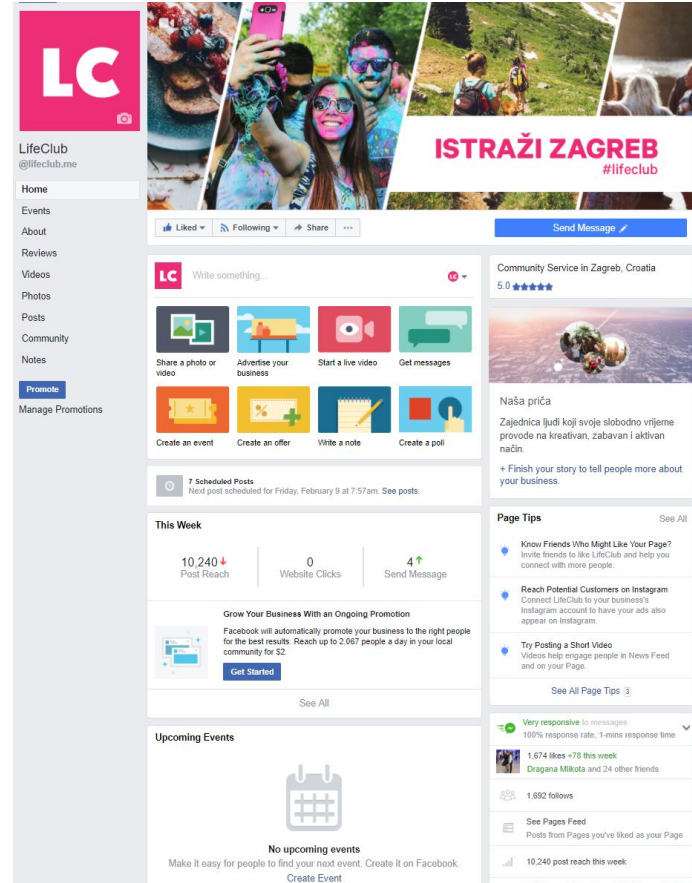 LC
LifeClub
@lifeclub.me
Home
Events
About
Reviews
Videos
Photos
Posts
Community
Notes
Promote
Manage Promotions
ISTRAŽI ZAGREB
#lifeclub
Liked
Following
Share
Send Message
LC
Write something...
LC
Share a photo or
video
Advertise your
business
Start a live video
Get messages
Create an event
Create an offer
Write a note
Create a poll
7 Scheduled Posts
Next post scheduled for Friday, February 9 at 7:57am. See posts.
This Week
10,240
Post Reach
0
Website Clicks
4
Send Message
Grow Your Business With an Ongoing Promotion
Facebook will automatically promote your business to the right people
for the best results. Reach up to 2,067 people a day in your local
community for $2.
Get Started
See All
Upcoming Events
No upcoming events
Make it easy for people to find your next event. Create it on Facebook.
Create Event
Community Service in Zagreb, Croatia
5.0 ★★★★★
Naša priča
Zajednica ljudi koji svoje slobodno vrijeme
provode na kreativan, zabavan i aktivan
način.
+ Finish your story to tell people more about
your business.
Page Tips
See All
Know Friends Who Might Like Your Page?
Invite friends to like LifeClub and help you
connect with more people.
Reach Potential Customers on Instagram
Connect LifeClub to your business's
Instagram account to have your ads also
appear on Instagram.
Try Posting a Short Video
Videos help engage people in News Feed
and on your Page.
See All Page Tips 3
Very responsive to messages
100% response rate, 1-mins response time
1,674 likes +78 this week
Dragana Mlikota and 24 other friends
1,692 follows
See Pages Feed
Posts from Pages you've liked as your Page
10,240 post reach this week